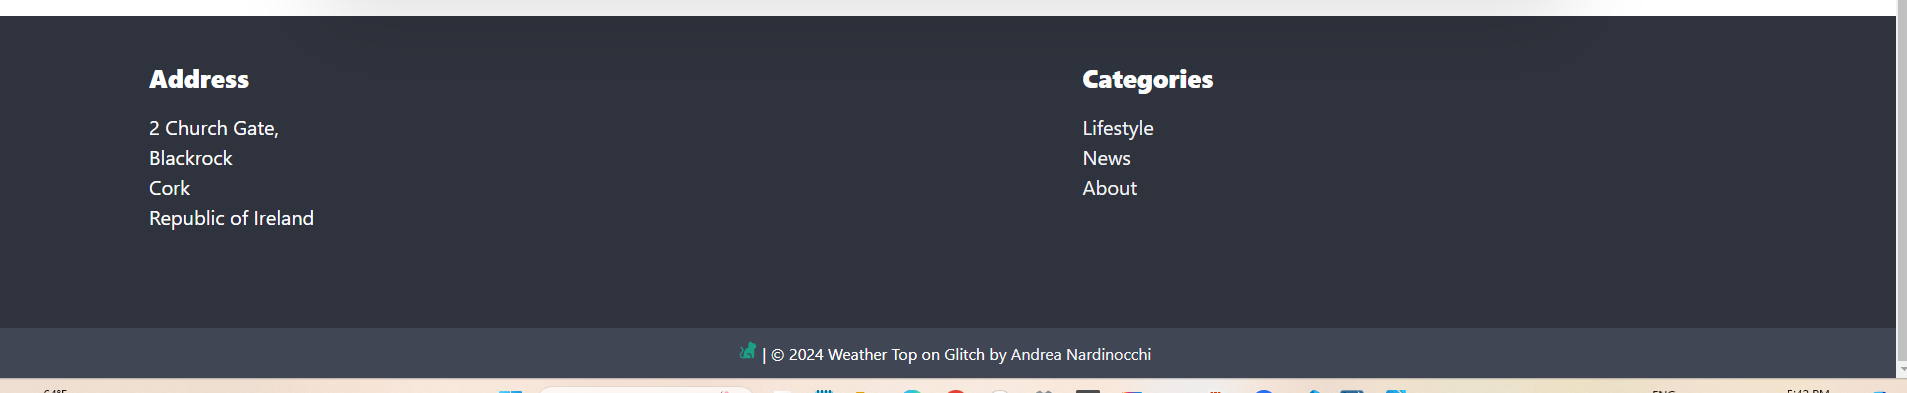 Address
2 Church Gate,
Blackrock
Cork
Republic of Ireland
Categories
Lifestyle
News
About
| © 2024 Weather Top on Glitch by Andrea Nardinocchi